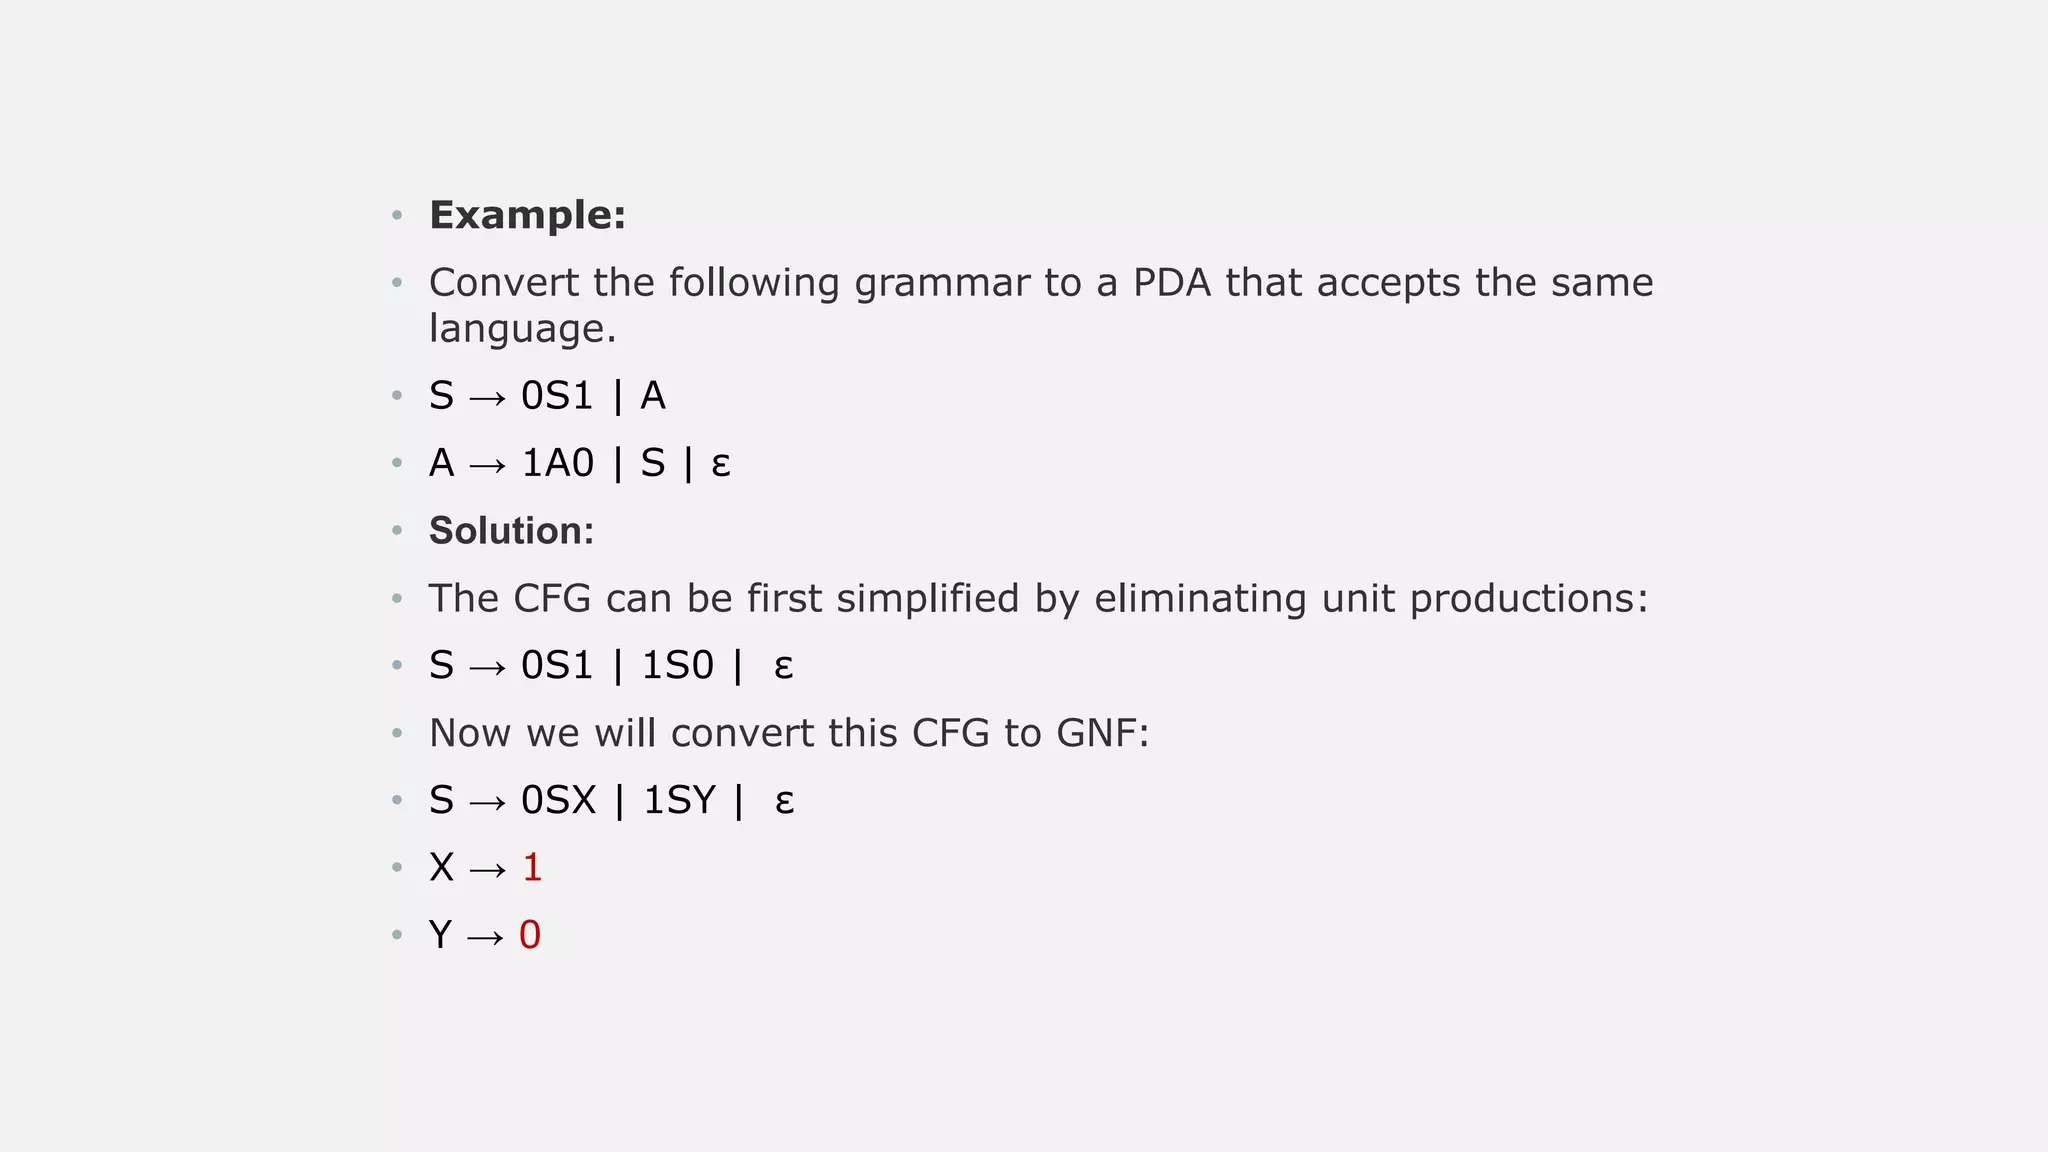 • Example:
• Convert the following grammar to a PDA that accepts the same
language.
• S → 0S1 | A
• A → 1A0 | S | ε
• Solution:
• The CFG can be first simplified by eliminating unit productions:
• S → 0S1 | 1S0 |  ε
• Now we will convert this CFG to GNF:
• S → 0SX | 1SY |  ε
• X → 1
• Y → 0